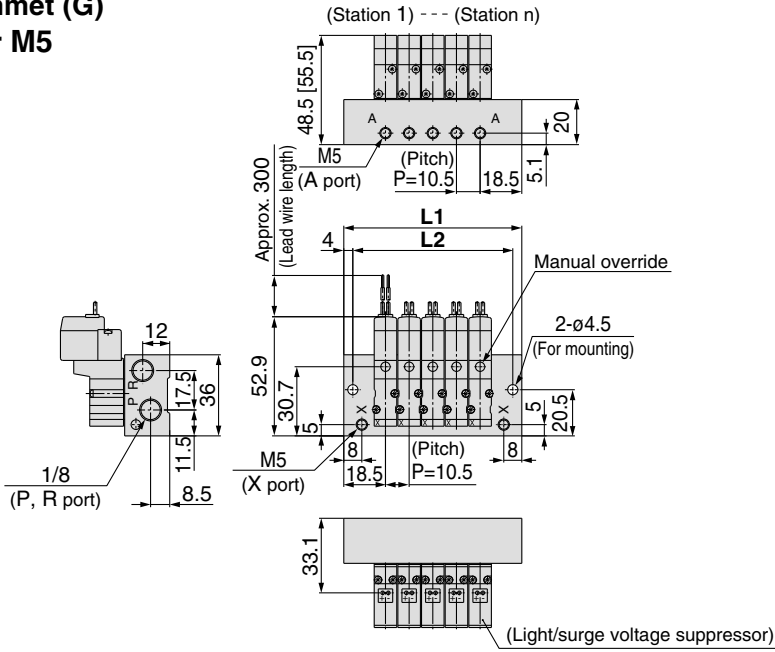 mmet (G)
M5
(Station 1) --- (Station n)
48.5 [55.5]
A
A
20
5.1
M5
(A port)
(Pitch)
P=10.5
18.5
Approx. 300
(Lead wire length)
L1
4
L2
Manual override
2-ø4.5
(For mounting)
52.9
30.7
5
X
X
5
20.5
12
R
P
17.5
36
11.5
1/8
(P, R port)
8.5
M5
(X port)
8
18.5
(Pitch)
P=10.5
8
X
X
33.1
(Light/surge voltage suppressor)